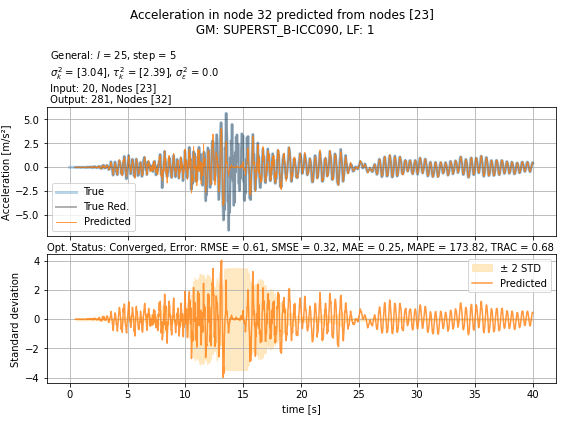 Acceleration in node 32 predicted from nodes [23]
GM: SUPERST_B-ICC090, LF: 1
General: l = 25, step = 5
σ²ₖ = [3.04], τ²ₖ = [2.39], σ²ε = 0.0
Input: 20, Nodes [23]
Output: 281, Nodes [32]
Acceleration [m/s²]
5.0
2.5
0.0
−2.5
−5.0
True
True Red.
Predicted
Opt. Status: Converged, Error: RMSE = 0.61, SMSE = 0.32, MAE = 0.25, MAPE = 173.82, TRAC = 0.68
Standard deviation
4
2
0
−2
−4
± 2 STD
Predicted
0 5 10 15 20 25 30 35 40
time [s]